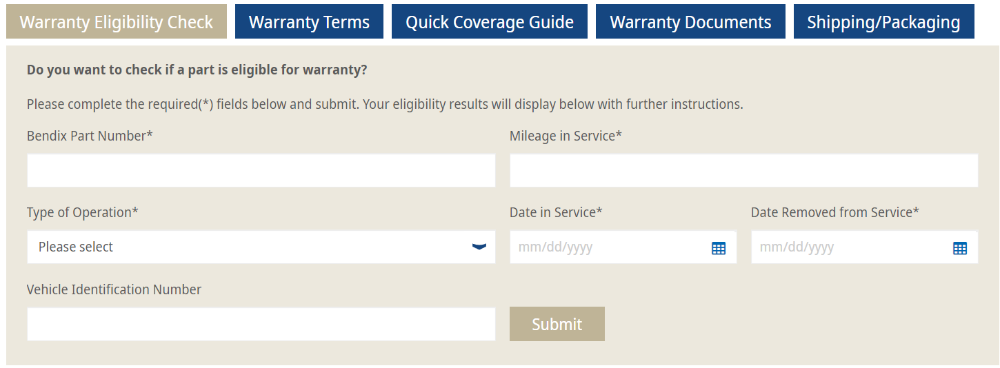 Warranty Eligibility Check
Warranty Terms
Quick Coverage Guide
Warranty Documents
Shipping/Packaging
Do you want to check if a part is eligible for warranty?
Please complete the required(*) fields below and submit. Your eligibility results will display below with further instructions.
Bendix Part Number*
Mileage in Service*
Type of Operation*
Date in Service*
Date Removed from Service*
Please select
mm/dd/yyyy
mm/dd/yyyy
Vehicle Identification Number
Submit